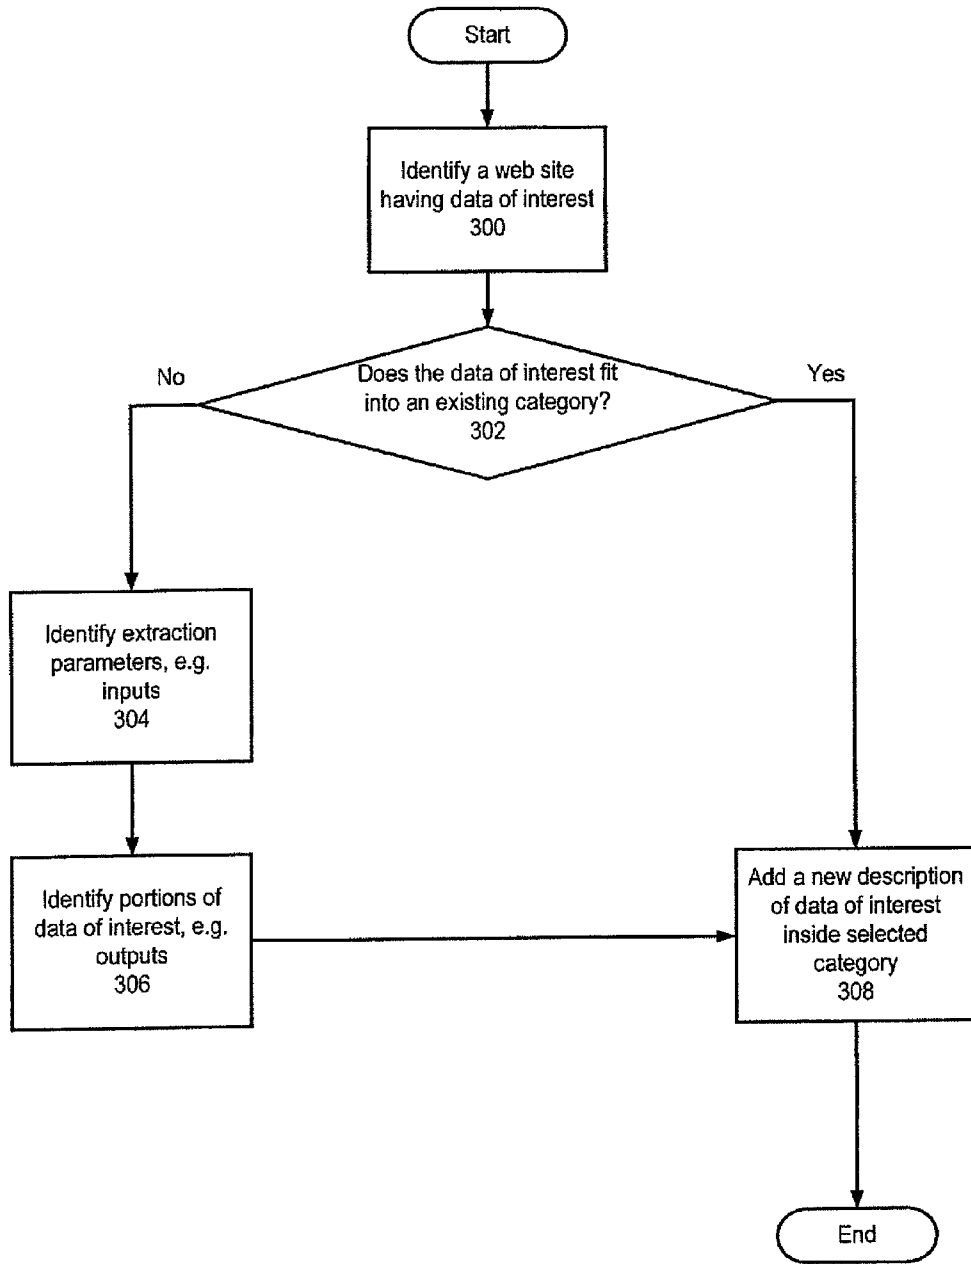 Start
Identify a web site
having data of interest
300
Does the data of interest fit
into an existing category?
302
No
Yes
Identify extraction
parameters, e.g.
inputs
304
Identify portions of
data of interest, e.g.
outputs
306
Add a new description
of data of interest
inside selected
category
308
End